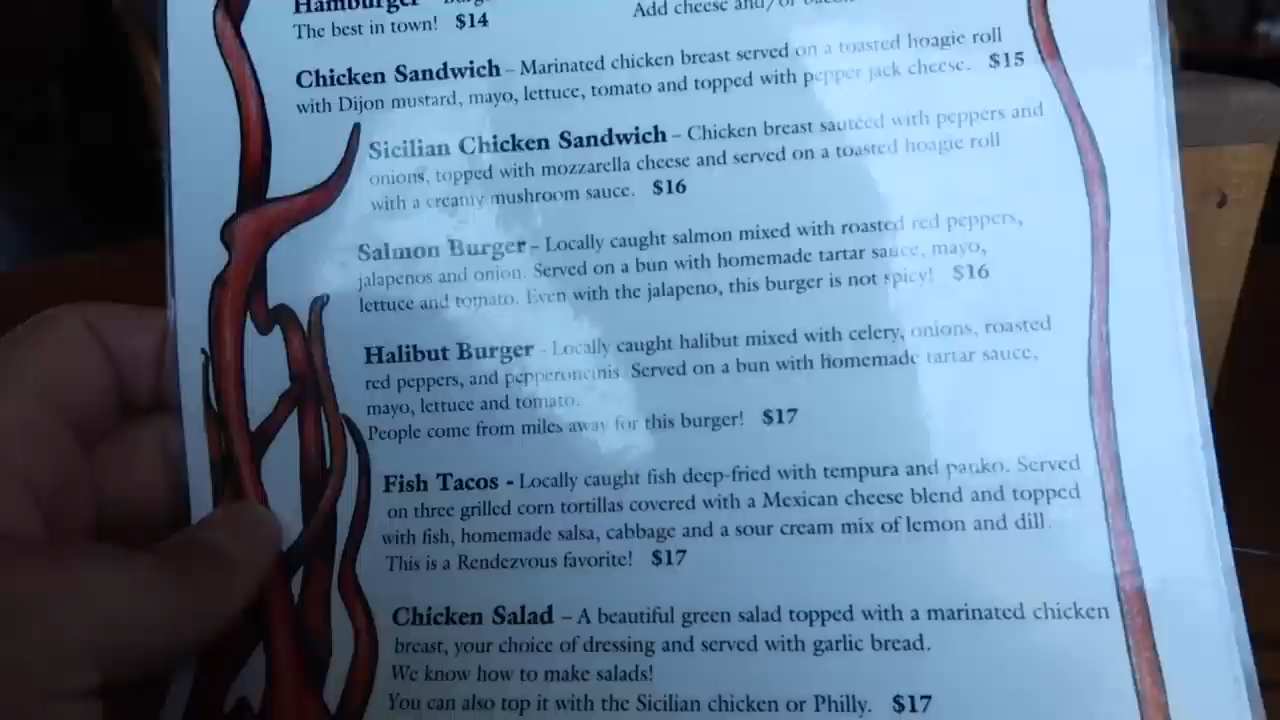 Hamburger
The best in town! $14
Add cheese and/or
Chicken Sandwich – Marinated chicken breast served on a toasted hoagie roll
with Dijon mustard, mayo, lettuce, tomato and topped with pepper jack cheese. $15
Sicilian Chicken Sandwich – Chicken breast sautéed with peppers and
onions, topped with mozzarella cheese and served on a toasted hoagie roll
with a creamy mushroom sauce. $16
Salmon Burger – Locally caught salmon mixed with roasted red peppers,
jalapenos and onion. Served on a bun with homemade tartar sauce, mayo,
lettuce and tomato. Even with the jalapeno, this burger is not spicy! $16
Halibut Burger - Locally caught halibut mixed with celery, onions, roasted
red peppers, and pepperoncinis. Served on a bun with homemade tartar sauce,
mayo, lettuce and tomato.
People come from miles away for this burger! $17
Fish Tacos - Locally caught fish deep-fried with tempura and panko. Served
on three grilled corn tortillas covered with a Mexican cheese blend and topped
with fish, homemade salsa, cabbage and a sour cream mix of lemon and dill.
This is a Rendezvous favorite! $17
Chicken Salad – A beautiful green salad topped with a marinated chicken
breast, your choice of dressing and served with garlic bread.
We know how to make salads!
You can also top it with the Sicilian chicken or Philly. $17